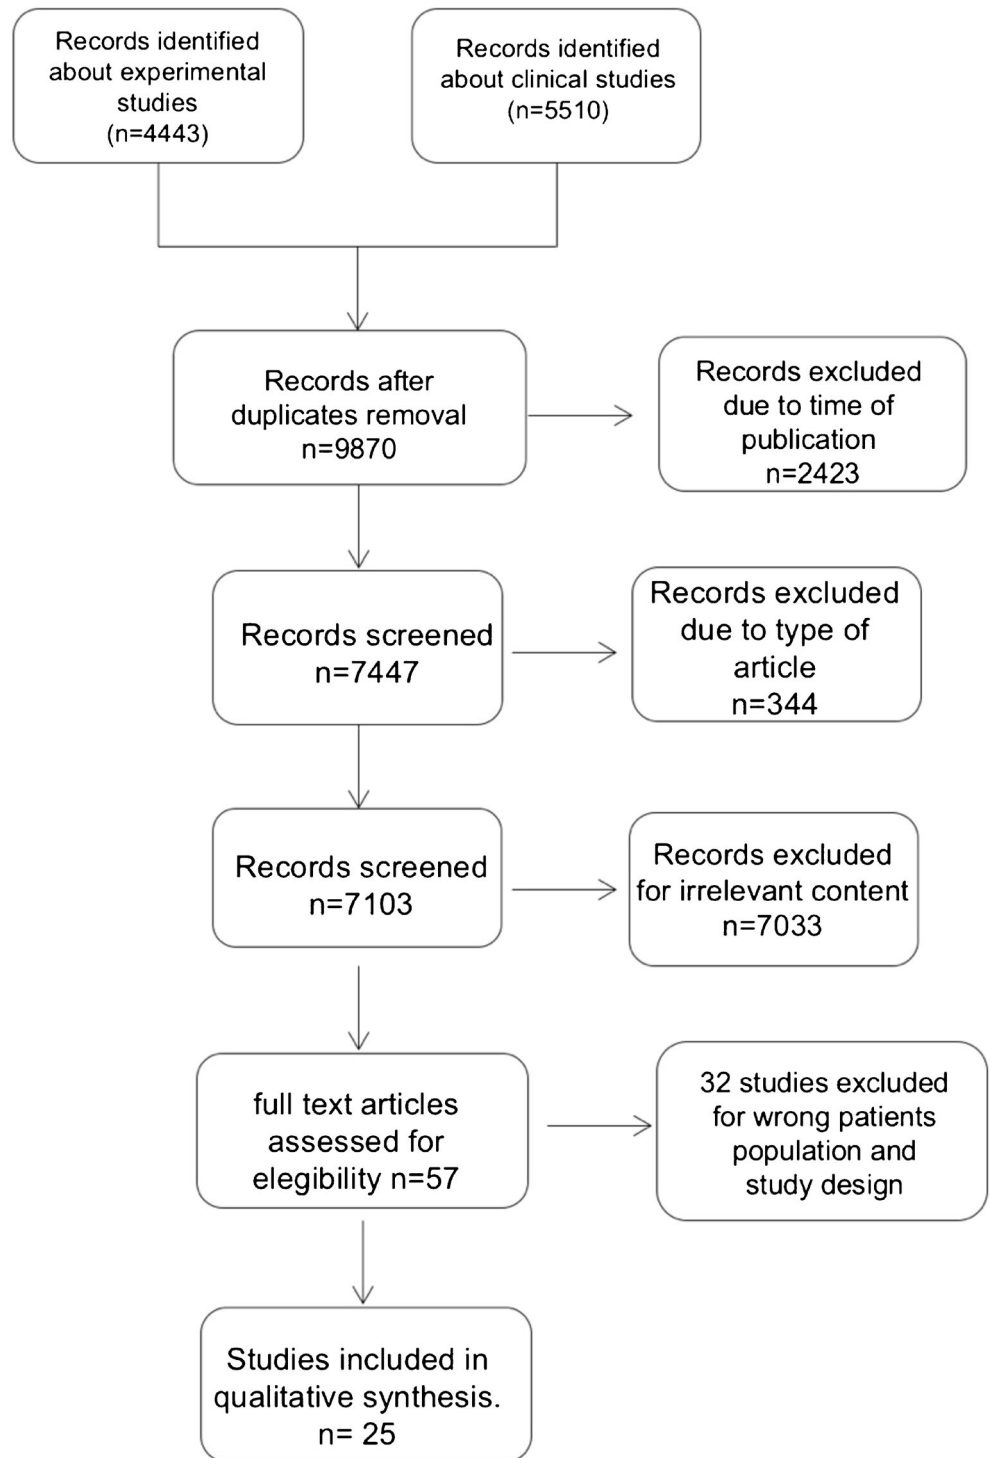 Records identified
about experimental
studies
(n=4443)
Records identified
about clinical studies
(n=5510)
Records after
duplicates removal
n=9870
Records excluded
due to time of
publication
n=2423
Records screened
n=7447
Records excluded
due to type of
article
n=344
Records screened
n=7103
Records excluded
for irrelevant content
n=7033
full text articles
assessed for
elegibility n=57
32 studies excluded
for wrong patients
population and
study design
Studies included in
qualitative synthesis.
n= 25